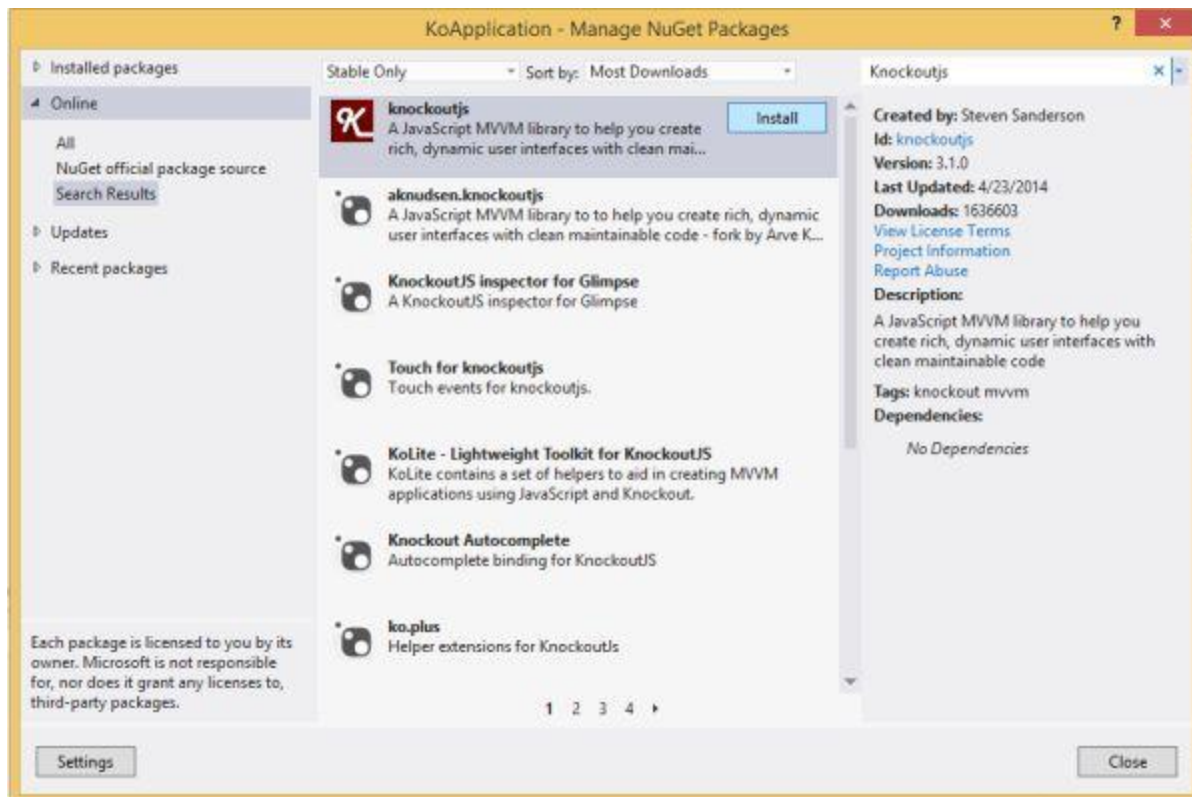 KoApplication - Manage NuGet Packages
?
×
Installed packages
Online
All
NuGet official package source
Search Results
Updates
Recent packages
Each package is licensed to you by its
owner. Microsoft is not responsible
for, nor does it grant any licenses to,
third-party packages.
Stable Only
Sort by: Most Downloads
K
knockoutjs
A JavaScript MVVM library to help you create
rich, dynamic user interfaces with clean mai...
Install
aknudsen.knockoutjs
A JavaScript MVVM library to to help you create rich, dynamic
user interfaces with clean maintainable code - fork by Arve K...
KnockoutJS inspector for Glimpse
A KnockoutJS inspector for Glimpse
Touch for knockoutjs
Touch events for knockoutjs.
KoLite - Lightweight Toolkit for KnockoutJS
KoLite contains a set of helpers to aid in creating MVVM
applications using JavaScript and Knockout.
Knockout Autocomplete
Autocomplete binding for KnockoutJS
ko.plus
Helper extensions for KnockoutJs
1 2 3 4
Knockoutjs
Created by: Steven Sanderson
Id: knockoutjs
Version: 3.1.0
Last Updated: 4/23/2014
Downloads: 1636603
View License Terms
Project Information
Report Abuse
Description:
A JavaScript MVVM library to help you
create rich, dynamic user interfaces with
clean maintainable code
Tags: knockout mvvm
Dependencies:
No Dependencies
Settings
Close